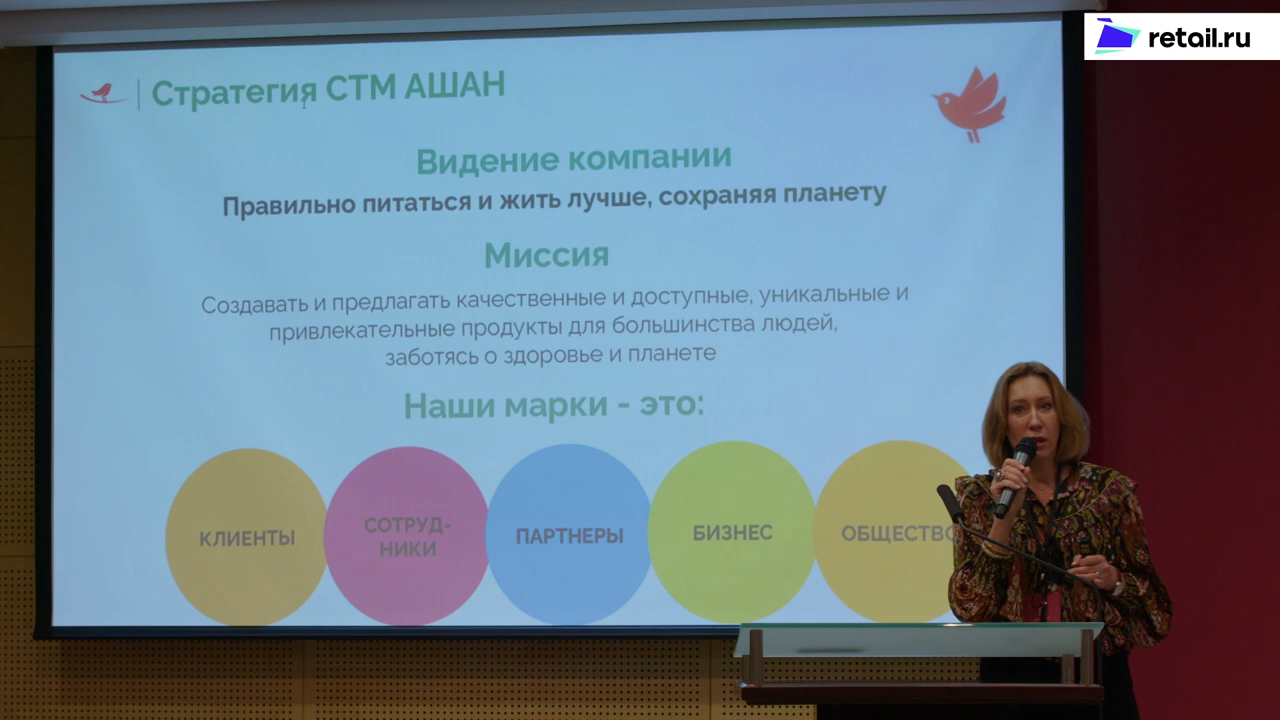 retail.ru
Стратегия СТМ АШАН
Видение компании
Правильно питаться и жить лучше, сохраняя планету
Миссия
Создавать и предлагать качественные и доступные, уникальные и
привлекательные продукты для большинства людей,
заботясь о здоровье и планете
Наши марки - это:
КЛИЕНТЫ
СОТРУД-
НИКИ
ПАРТНЕРЫ
БИЗНЕС
ОБЩЕСТВО